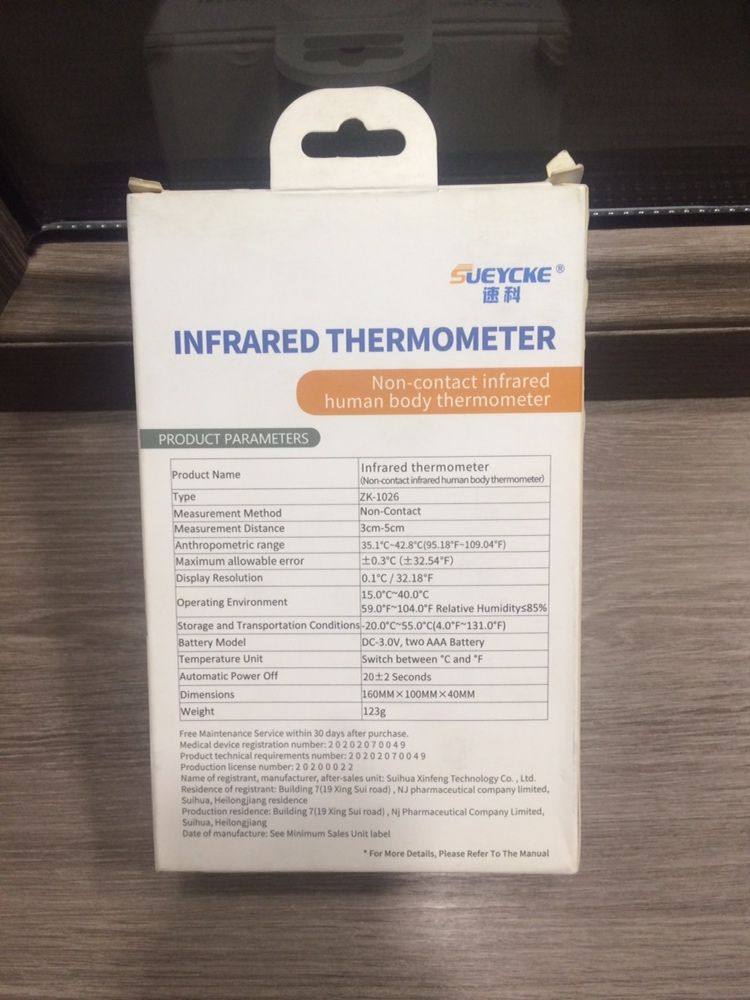 SUEYCKE®
速科
INFRARED THERMOMETER
Non-contact infrared
human body thermometer
PRODUCT PARAMETERS
Product Name Infrared thermometer
(Non-contact infrared human body thermometer)
Type ZK-1026
Measurement Method Non-Contact
Measurement Distance 3cm-5cm
Anthropometric range 35.1°C~42.8°C(95.18°F~109.04°F)
Maximum allowable error ±0.3°C (±32.54°F)
Display Resolution 0.1°C / 32.18°F
Operating Environment 15.0°C~40.0°C
59.0°F~104.0°F Relative Humidity≤85%
Storage and Transportation Conditions -20.0°C~55.0°C(4.0°F~131.0°F)
Battery Model DC-3.0V, two AAA Battery
Temperature Unit Switch between °C and °F
Automatic Power Off 20±2 Seconds
Dimensions 160MM×100MM×40MM
Weight 123g
Free Maintenance Service within 30 days after purchase.
Medical device registration number: 20202070049
Product technical requirements number: 20202070049
Production license number: 20200022
Name of registrant, manufacturer, after-sales unit: Suihua Xinfeng Technology Co. , Ltd.
Residence of registrant: Building 7(19 Xing Sui road) , NJ pharmaceutical company limited,
Suihua, Heilongjiang residence
Production residence: Building 7(19 Xing Sui road) , Nj Pharmaceutical Company Limited,
Suihua, Heilongjiang
Date of manufacture: See Minimum Sales Unit label
* For More Details, Please Refer To The Manual